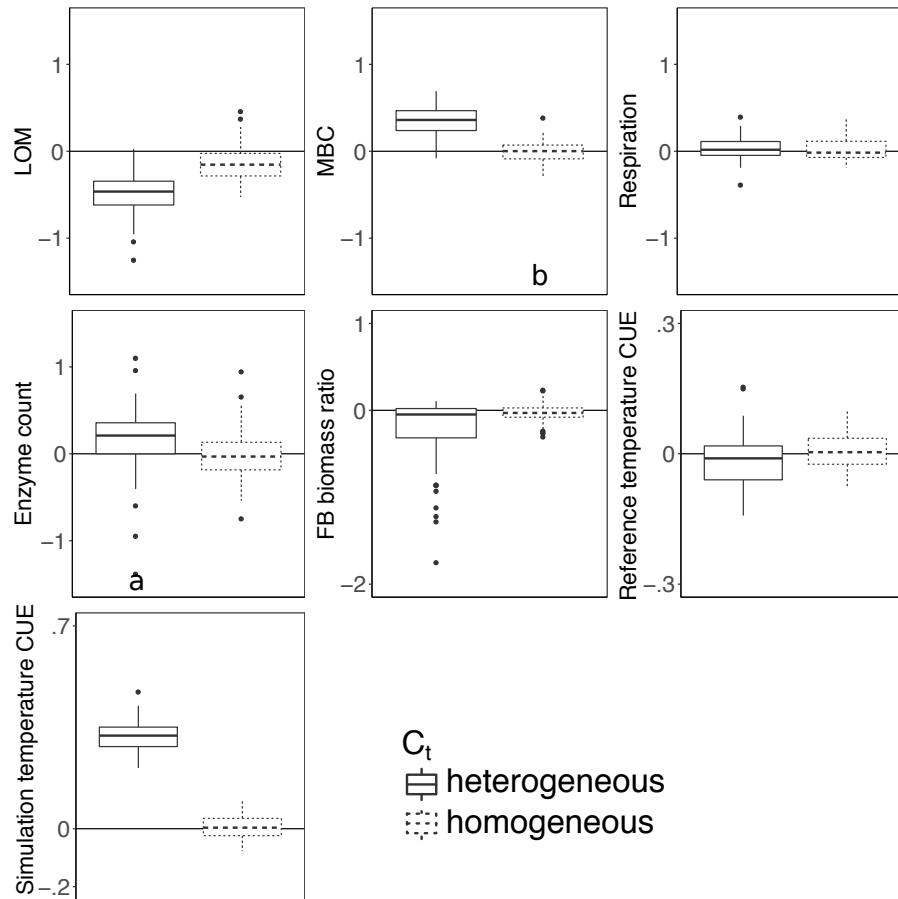 LOM
1
0
−1
MBC
1
0
−1
b
Respiration
1
0
−1
Enzyme count
1
0
−1
a
FB biomass ratio
1
0
−2
Reference temperature CUE
.3
0
−.3
Simulation temperature CUE
.7
0
−.2
Ct
heterogeneous
homogeneous